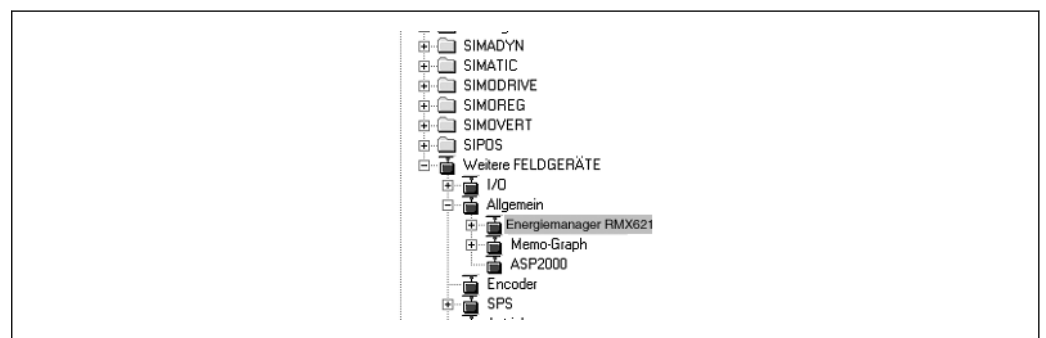 SIMADYN
SIMATIC
SIMODRIVE
SIMOREG
SIMOVERT
SIPOS
Weitere FELDGERÄTE
I/O
Allgemein
Energiemanager RMX621
Memo-Graph
ASP2000
Encoder
SPS